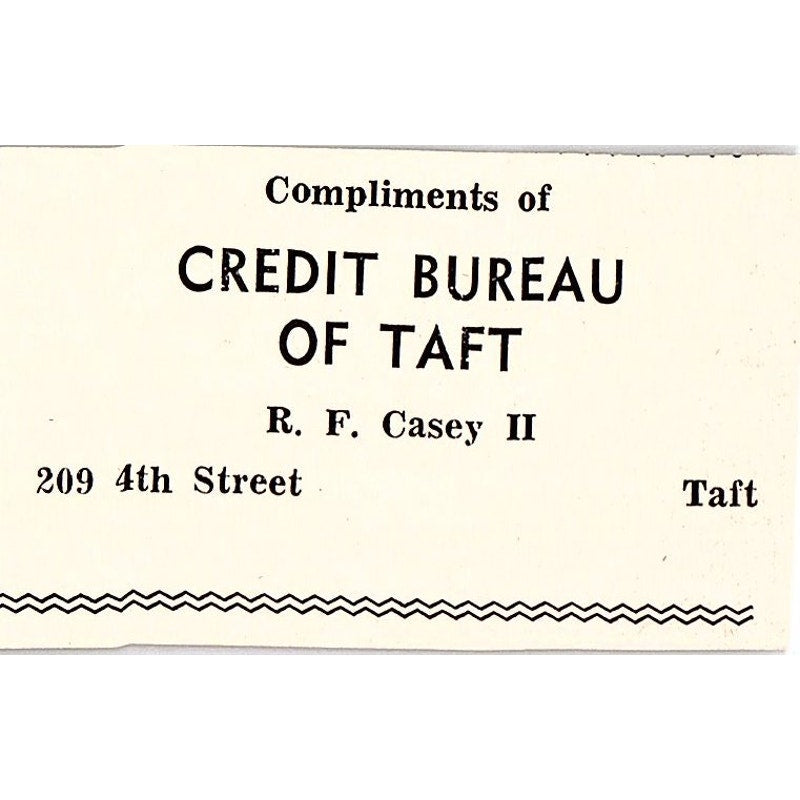 Compliments of
CREDIT BUREAU
OF TAFT
R. F. Casey II
209 4th Street Taft